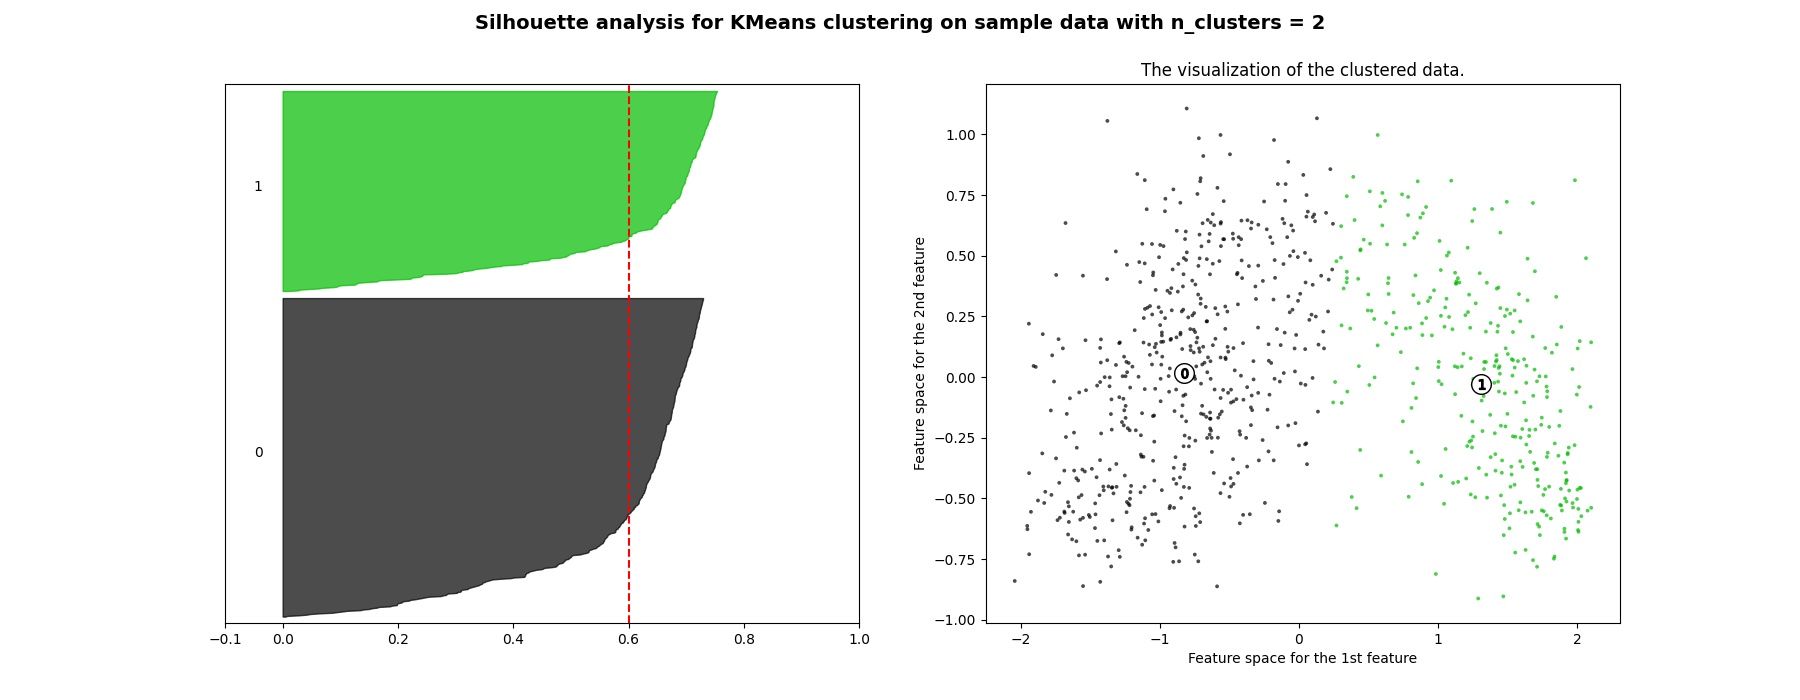 Silhouette analysis for KMeans clustering on sample data with n_clusters = 2
1
0
−0.1 0.0 0.2 0.4 0.6 0.8 1.0
The visualization of the clustered data.
Feature space for the 2nd feature
1.00
0.75
0.50
0.25
0.00
−0.25
−0.50
−0.75
−1.00
0
1
−2 −1 0 1 2
Feature space for the 1st feature